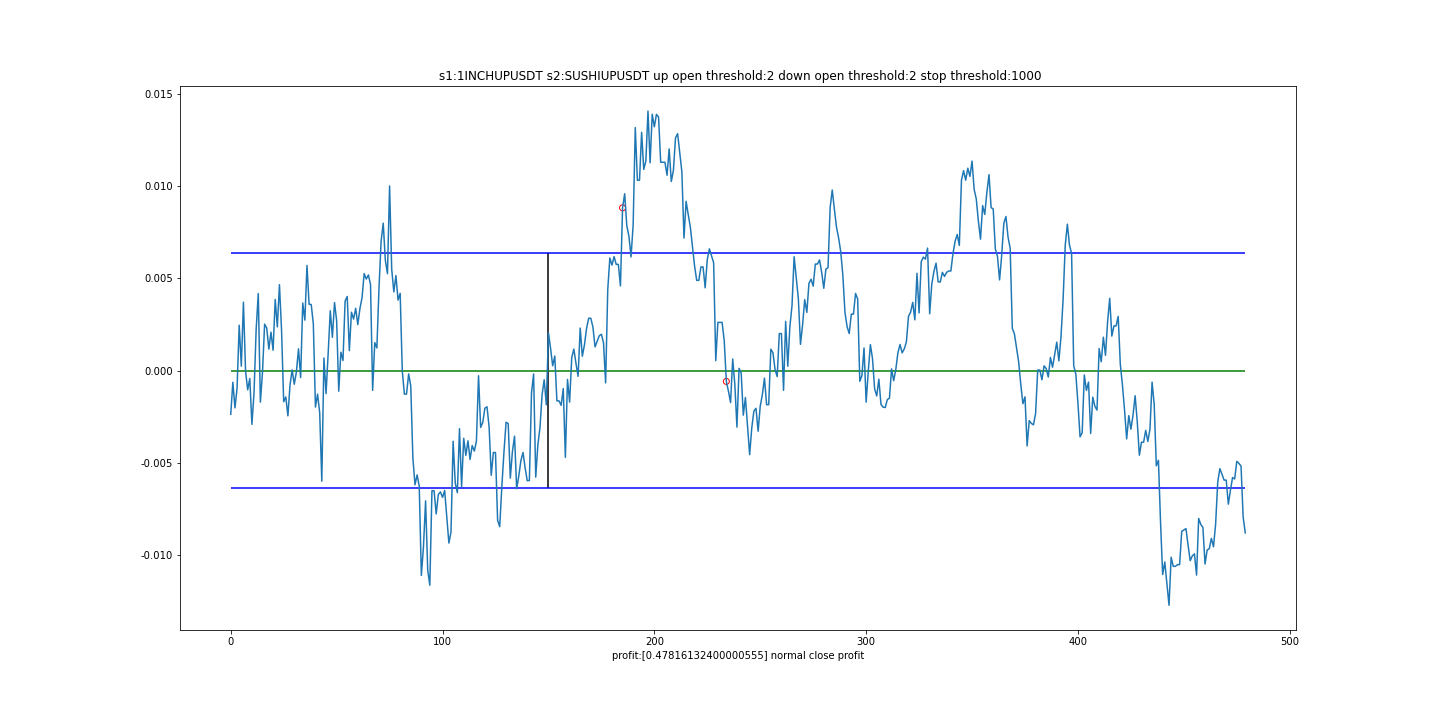 s1:1INCHUPUSDT s2:SUSHIUPUSDT up open threshold:2 down open threshold:2 stop threshold:1000
0.015
0.010
0.005
0.000
-0.005
-0.010
0 100 200 300 400 500
profit:[0.47816132400000555] normal close profit